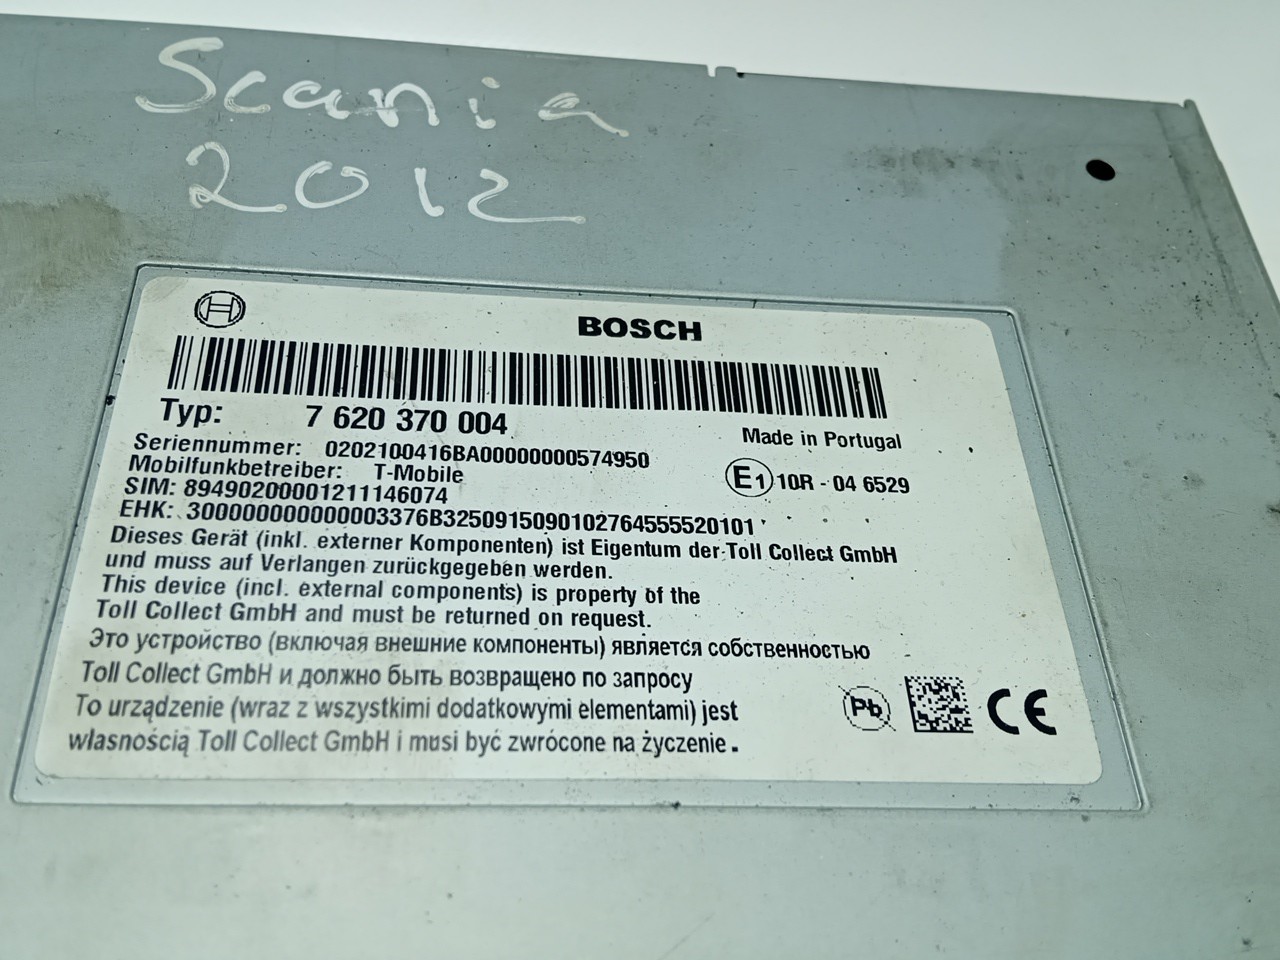 Scania
2012
BOSCH
Typ: 7 620 370 004
Made in Portugal
Seriennummer: 0202100416BA00000000574950
Mobilfunkbetreiber: T-Mobile
E1 10R - 04 6529
SIM: 89490200001211146074
EHK: 300000000000003376B32509150901027645555520101
Dieses Gerät (inkl. externer Komponenten) ist Eigentum der Toll Collect GmbH
und muss auf Verlangen zurückgegeben werden.
This device (incl. external components) is property of the
Toll Collect GmbH and must be returned on request.
Это устройство (включая внешние компоненты) является собственностью
Toll Collect GmbH и должно быть возвращено по запросу
To urządzenie (wraz z wszystkimi dodatkowymi elementami) jest
własnością Toll Collect GmbH i musi być zwrócone na życzenie.
Pb
CE